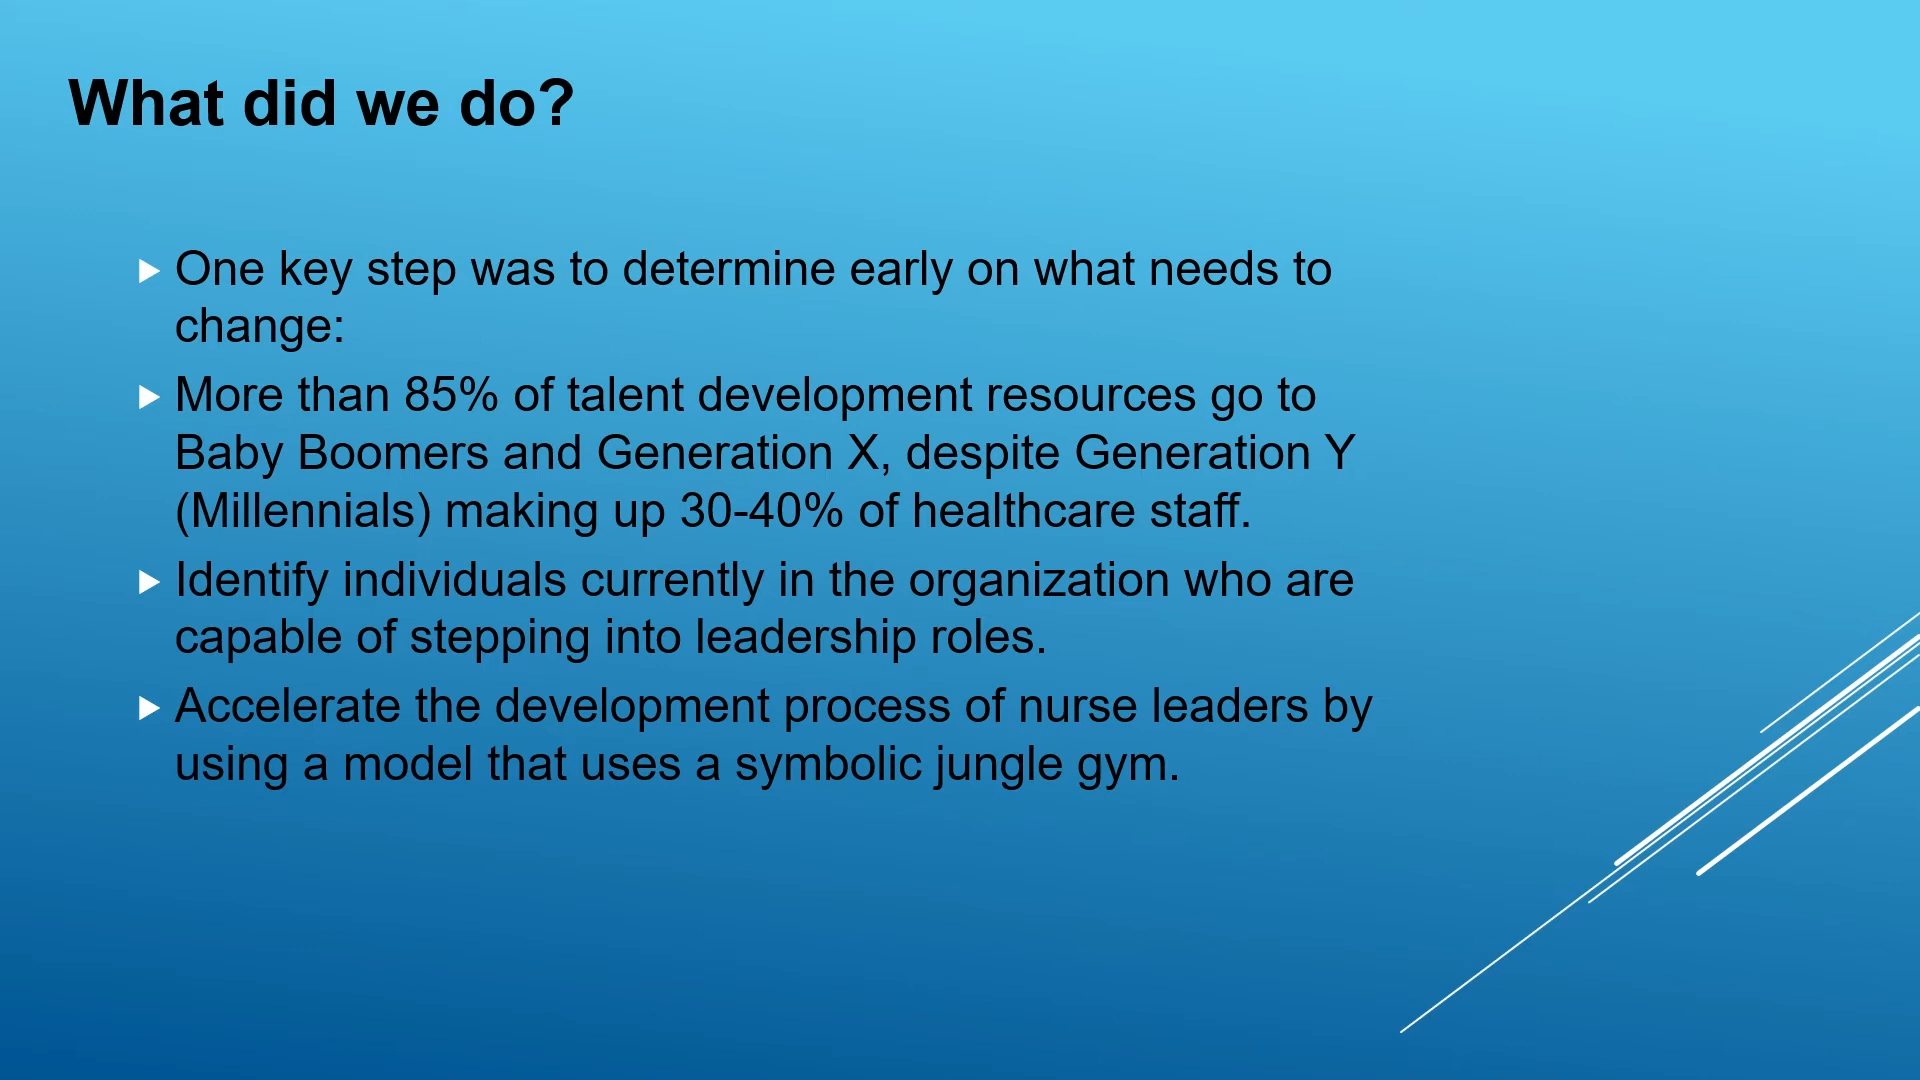 What did we do?
One key step was to determine early on what needs to
change:
More than 85% of talent development resources go to
Baby Boomers and Generation X, despite Generation Y
(Millennials) making up 30-40% of healthcare staff.
Identify individuals currently in the organization who are
capable of stepping into leadership roles.
Accelerate the development process of nurse leaders by
using a model that uses a symbolic jungle gym.